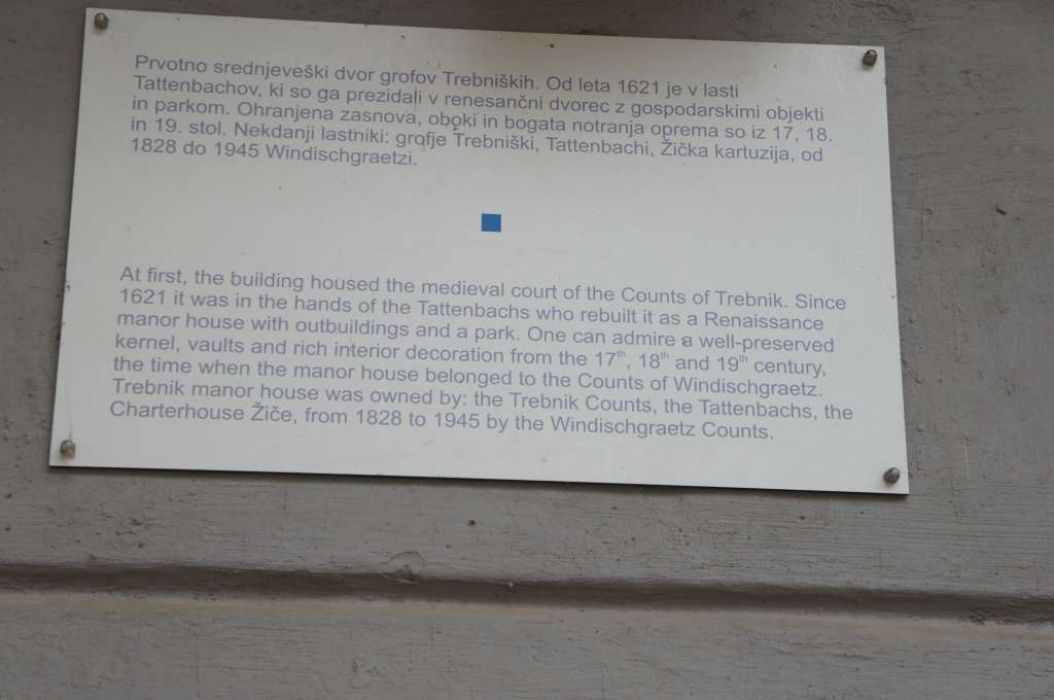 Prvotno srednjeveški dvor grofov Trebniških. Od leta 1621 je v lasti
Tattenbachov, ki so ga prezidali v renesančni dvorec z gospodarskimi objekti
in parkom. Ohranjena zasnova, oboki in bogata notranja oprema so iz 17, 18.
in 19. stol. Nekdanji lastniki: grofje Trebniški, Tattenbachi, Žička kartuzija, od
1828 do 1945 Windischgraetzi.
At first, the building housed the medieval court of the Counts of Trebnik. Since
1621 it was in the hands of the Tattenbachs who rebuilt it as a Renaissance
manor house with outbuildings and a park. One can admire a well-preserved
kernel, vaults and rich interior decoration from the 17th, 18th and 19th century,
the time when the manor house belonged to the Counts of Windischgraetz.
Trebnik manor house was owned by: the Trebnik Counts, the Tattenbachs, the
Charterhouse Žiče, from 1828 to 1945 by the Windischgraetz Counts.